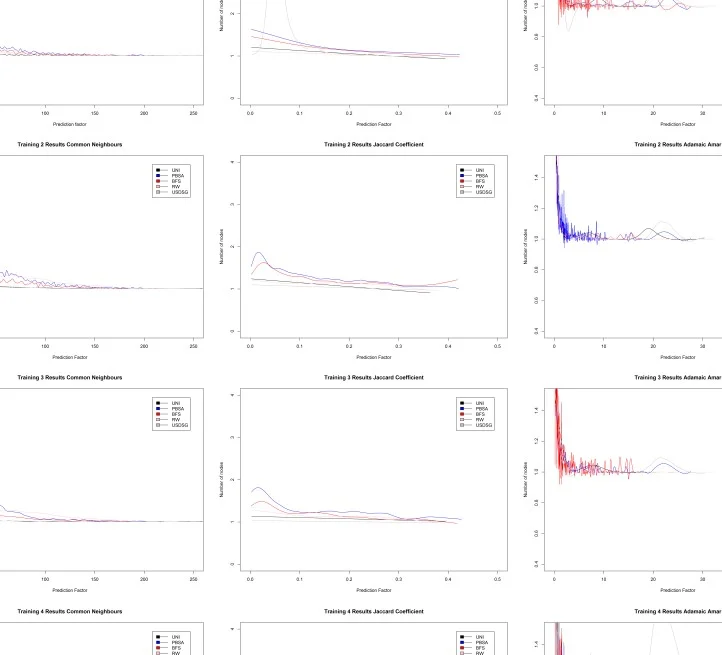 2
1
0
Number of nodes
1.0
0.8
0.6
0.4
100
150
200
250
0.0
0.1
0.2
0.3
0.4
0.5
0
10
20
30
Prediction factor
Prediction Factor
Prediction Factor
Training 2 Results Common Neighbours
Training 2 Results Jaccard Coefficient
Training 2 Results Adamaic Amar
UNI
PBSA
BFS
RW
USDSG
4
3
2
1
0
Number of nodes
UNI
PBSA
BFS
RW
USDSG
1.4
1.2
1.0
0.8
0.6
0.4
Number of nodes
100
150
200
250
0.0
0.1
0.2
0.3
0.4
0.5
0
10
20
30
Prediction Factor
Prediction Factor
Prediction Factor
Training 3 Results Common Neighbours
Training 3 Results Jaccard Coefficient
Training 3 Results Adamaic Amar
UNI
PBSA
BFS
RW
USDSG
4
3
2
1
0
Number of nodes
UNI
PBSA
BFS
RW
USDSG
1.4
1.2
1.0
0.8
0.6
0.4
Number of nodes
100
150
200
250
0.0
0.1
0.2
0.3
0.4
0.5
0
10
20
30
Prediction Factor
Prediction Factor
Prediction Factor
Training 4 Results Common Neighbours
Training 4 Results Jaccard Coefficient
Training 4 Results Adamaic Amar
UNI
PBSA
BFS
RW
4
UNI
PBSA
BFS
RW
1.4